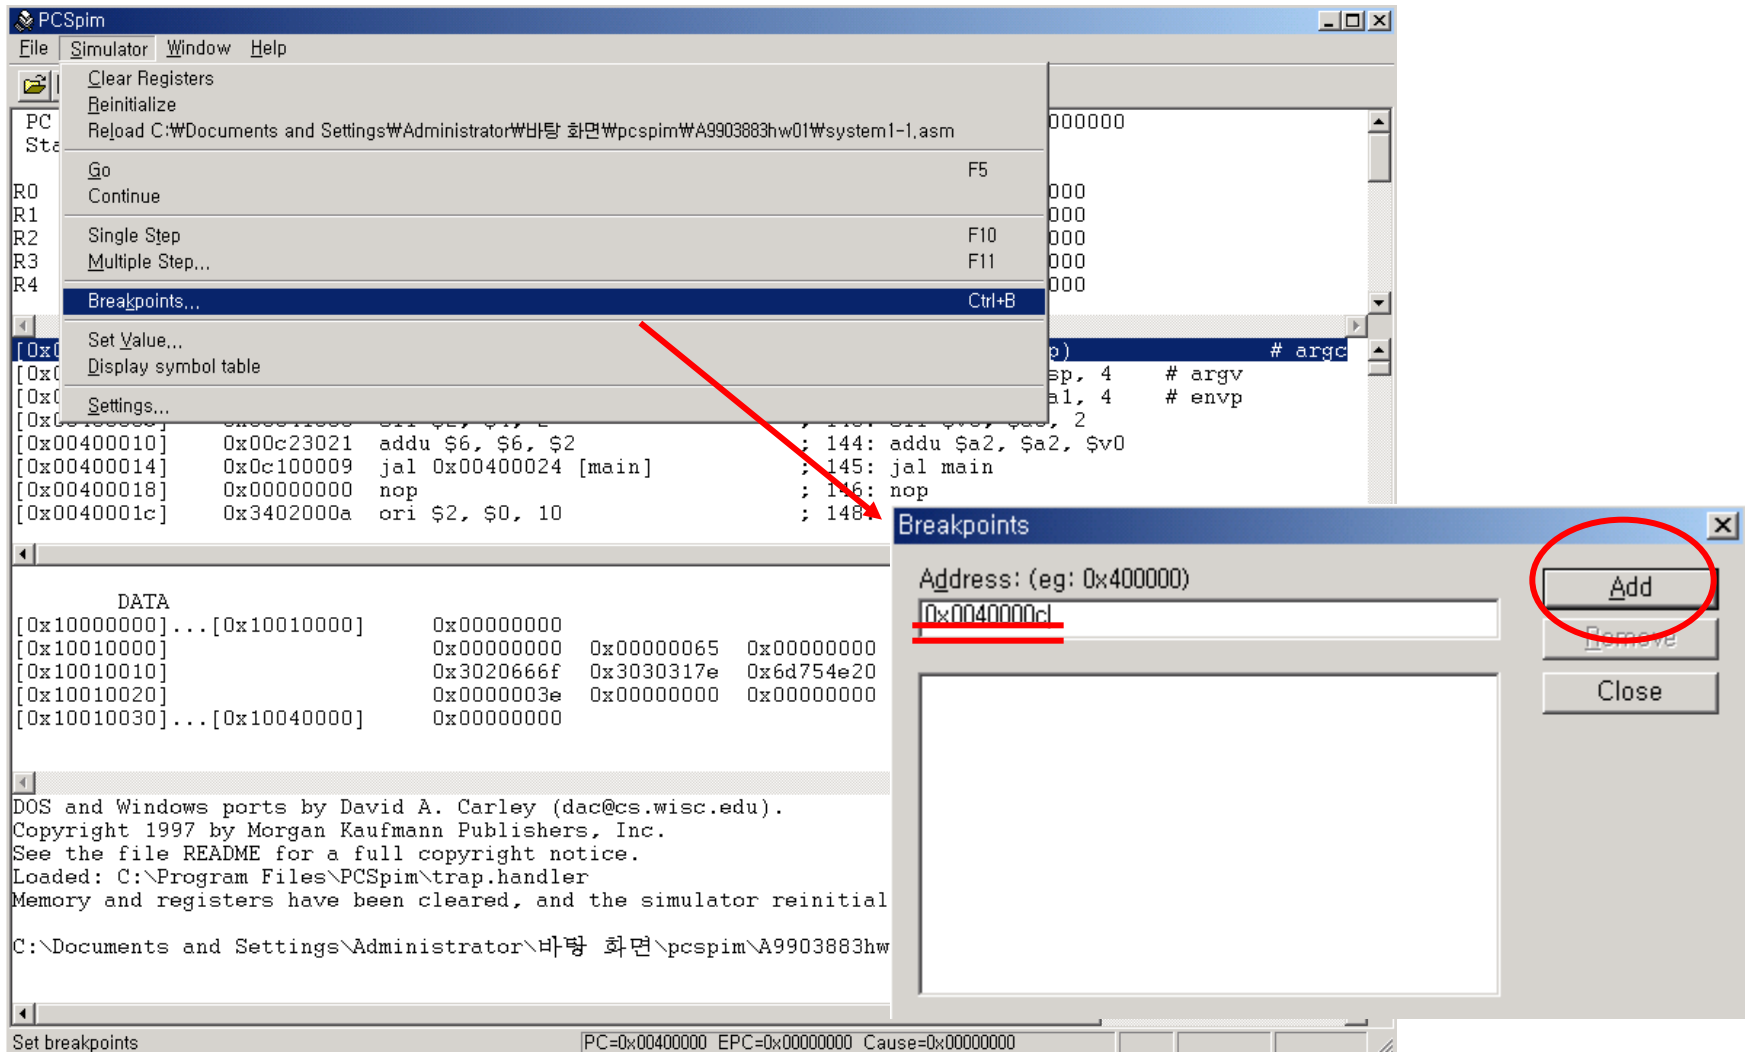 PCSpim
File Simulator Window Help
Clear Registers
Reinitialize
Reload C:₩Documents and Settings₩Administrator₩바탕 화면₩pcspim₩A9903883hw01₩system1-1.asm
Go F5
Continue
Single Step F10
Multiple Step...  F11
Breakpoints... Ctrl+B
Set Value...
Display symbol table
Settings...
PC 000000
Sta
R0 000
R1 000
R2 000
R3 000
R4 000
[0x0 p) # argc
[0x0 sp, 4 # argv
[0x0 a1, 4 # envp
[0x00400010] 0x00c23021 addu $6, $6, $2 ; 144: addu $a2, $a2, $v0
[0x00400014] 0x0c100009 jal 0x00400024 [main] ; 145: jal main
[0x00400018] 0x00000000 nop ; 146: nop
[0x0040001c] 0x3402000a ori $2, $0, 10 ; 148:
DATA
[0x10000000]...[0x10010000] 0x00000000
[0x10010000] 0x00000000 0x00000065 0x00000000
[0x10010010] 0x3020666f 0x3030317e 0x6d754e20
[0x10010020] 0x0000003e 0x00000000 0x00000000
[0x10010030]...[0x10040000] 0x00000000
DOS and Windows ports by David A. Carley (dac@cs.wisc.edu).
Copyright 1997 by Morgan Kaufmann Publishers, Inc.
See the file README for a full copyright notice.
Loaded: C:\Program Files\PCSpim\trap.handler
Memory and registers have been cleared, and the simulator reinitial
C:\Documents and Settings\Administrator\바탕 화면\pcspim\A9903883hw
Set breakpoints PC=0x00400000 EPC=0x00000000 Cause=0x00000000
Breakpoints
Address: (eg: 0x400000)
0x0040000c
Add
Remove
Close